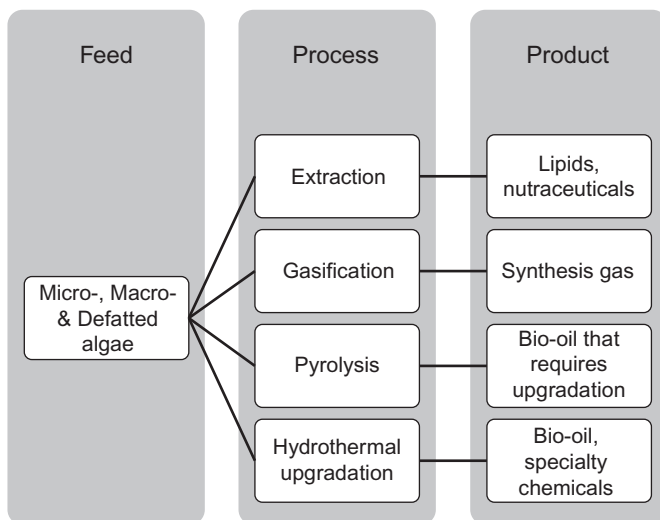 Feed
Process
Product
Micro-, Macro-
& Defatted
algae
Extraction
Gasification
Pyrolysis
Hydrothermal
upgradation
Lipids,
nutraceuticals
Synthesis gas
Bio-oil that
requires
upgradation
Bio-oil,
specialty
chemicals